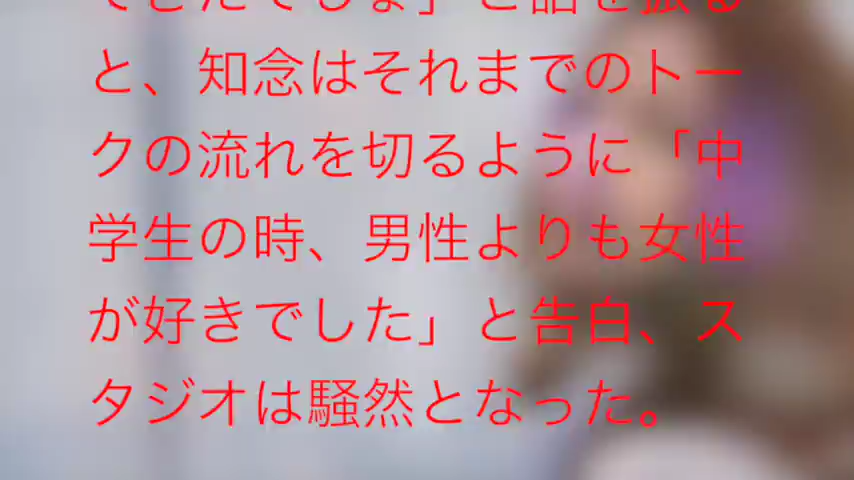 と、知念はそれまでのトー
クの流れを切るように「中
学生の時、男性よりも女性
が好きでした」と告白、ス
タジオは騒然となった。